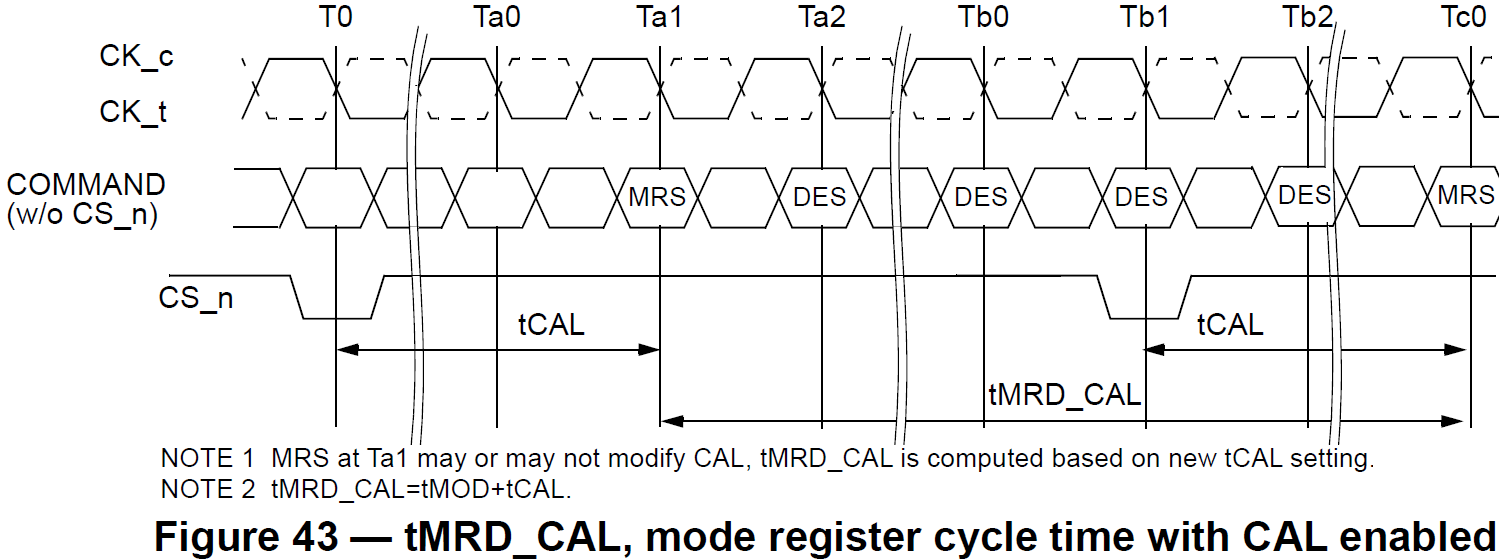 T0 Ta0 Ta1 Ta2 Tb0 Tb1 Tb2 Tc0
CK_c
CK_t
COMMAND
(w/o CS_n)
MRS DES DES DES DES MRS
CS_n
tCAL tCAL
tMRD_CAL
NOTE 1 MRS at Ta1 may or may not modify CAL, tMRD_CAL is computed based on new tCAL setting.
NOTE 2 tMRD_CAL=tMOD+tCAL.
Figure 43 — tMRD_CAL, mode register cycle time with CAL enabled